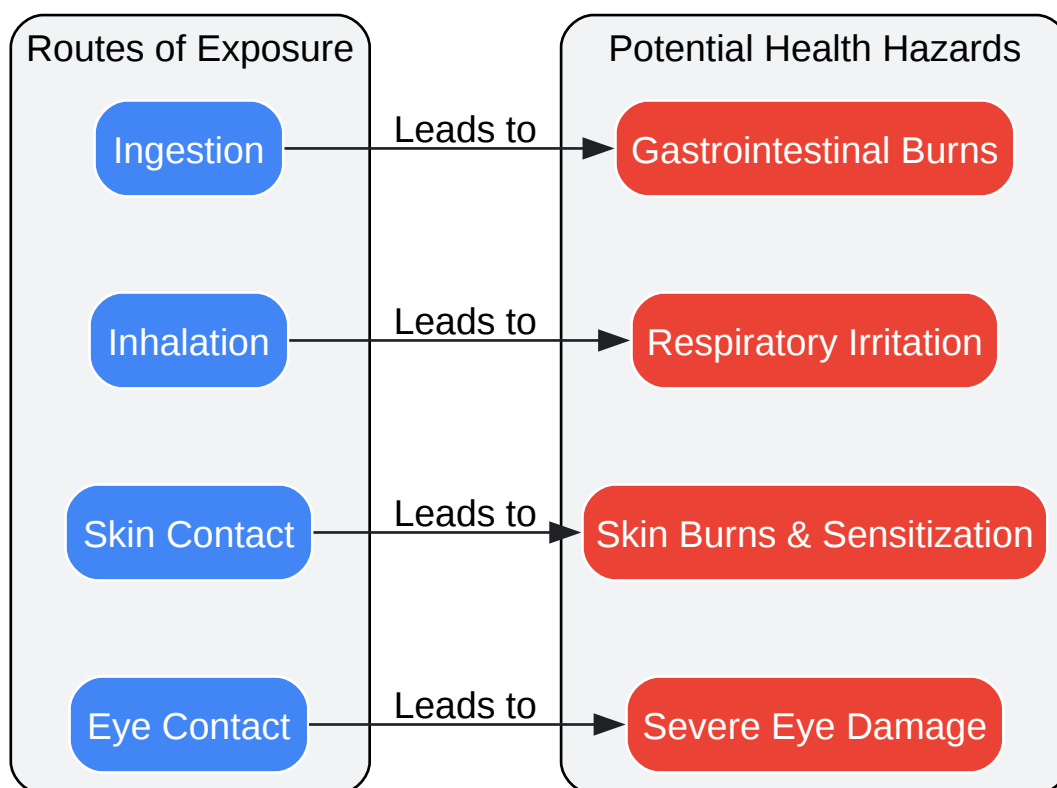 Routes of Exposure
Potential Health Hazards
Ingestion
Leads to
Gastrointestinal Burns
Inhalation
Leads to
Respiratory Irritation
Skin Contact
Leads to
Skin Burns & Sensitization
Eye Contact
Leads to
Severe Eye Damage